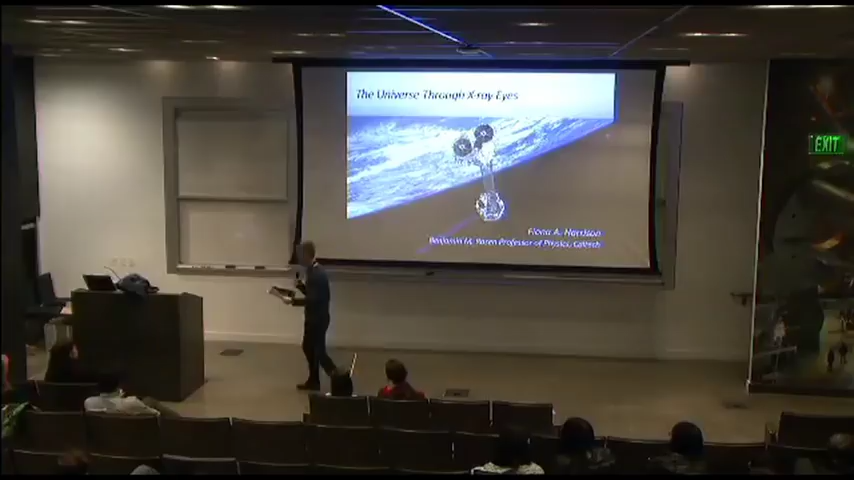 The Universe Through X-ray Eyes
EXIT
Fiona A. Harrison
Benjamin M. Rosen Professor of Physics, Caltech